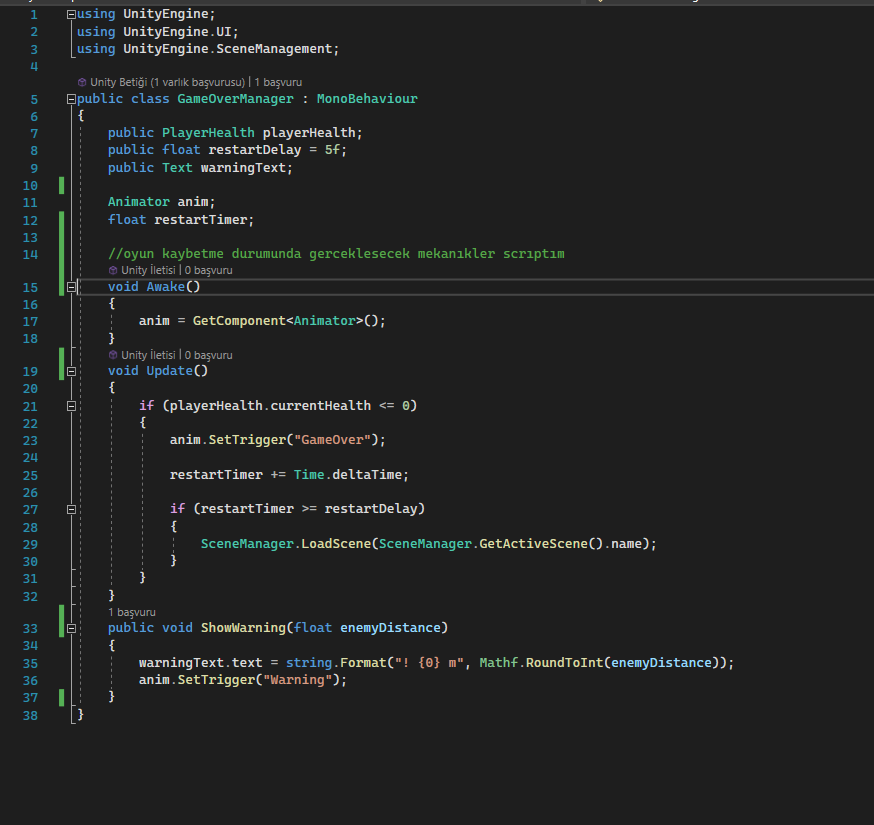 1 using UnityEngine;
2 using UnityEngine.UI;
3 using UnityEngine.SceneManagement;
4
Unity Betiği (1 varlık başvurusu) | 1 başvuru
5 public class GameOverManager : MonoBehaviour
6 {
7 public PlayerHealth playerHealth;
8 public float restartDelay = 5f;
9 public Text warningText;
10
11 Animator anim;
12 float restartTimer;
13
14 //oyun kaybetme durumunda gerceklesecek mekanıkler scrıptım
Unity İletisi | 0 başvuru
15 void Awake()
16 {
17 anim = GetComponent<Animator>();
18 }
Unity İletisi | 0 başvuru
19 void Update()
20 {
21 if (playerHealth.currentHealth <= 0)
22 {
23 anim.SetTrigger("GameOver");
24
25 restartTimer += Time.deltaTime;
26
27 if (restartTimer >= restartDelay)
28 {
29 SceneManager.LoadScene(SceneManager.GetActiveScene().name);
30 }
31 }
32 }
1 başvuru
33 public void ShowWarning(float enemyDistance)
34 {
35 warningText.text = string.Format("! {0} m", Mathf.RoundToInt(enemyDistance));
36 anim.SetTrigger("Warning");
37 }
38 }